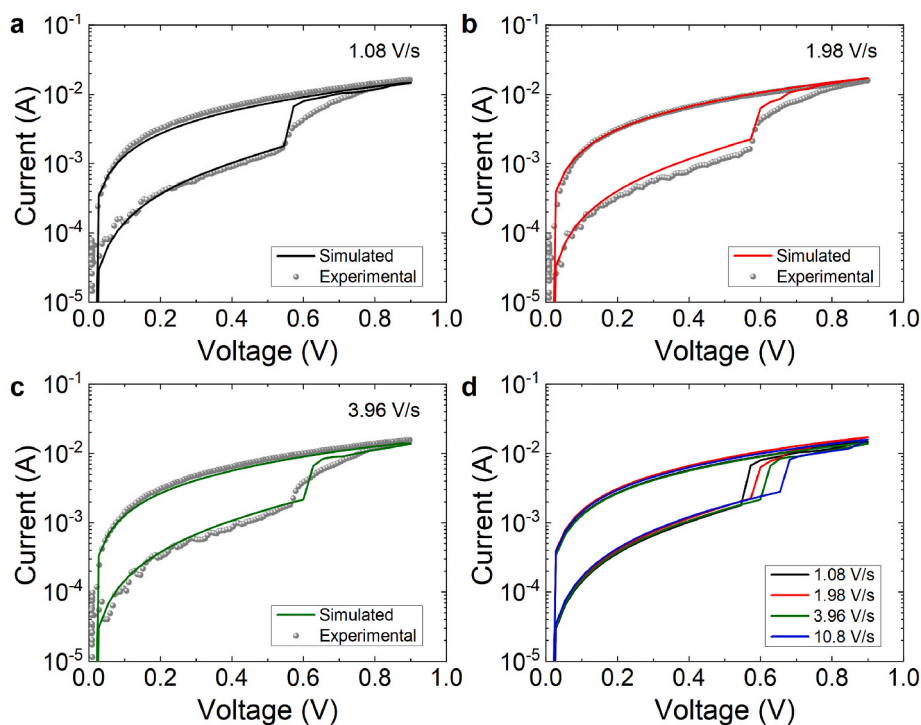 a
1.08 V/s
Current (A)
10⁻¹
10⁻²
10⁻³
10⁻⁴
10⁻⁵
Simulated
Experimental
0.0 0.2 0.4 0.6 0.8 1.0
Voltage (V)
b
1.98 V/s
Current (A)
10⁻¹
10⁻²
10⁻³
10⁻⁴
10⁻⁵
Simulated
Experimental
0.0 0.2 0.4 0.6 0.8 1.0
Voltage (V)
c
3.96 V/s
Current (A)
10⁻¹
10⁻²
10⁻³
10⁻⁴
10⁻⁵
Simulated
Experimental
0.0 0.2 0.4 0.6 0.8 1.0
Voltage (V)
d
Current (A)
10⁻¹
10⁻²
10⁻³
10⁻⁴
10⁻⁵
1.08 V/s
1.98 V/s
3.96 V/s
10.8 V/s
0.0 0.2 0.4 0.6 0.8 1.0
Voltage (V)